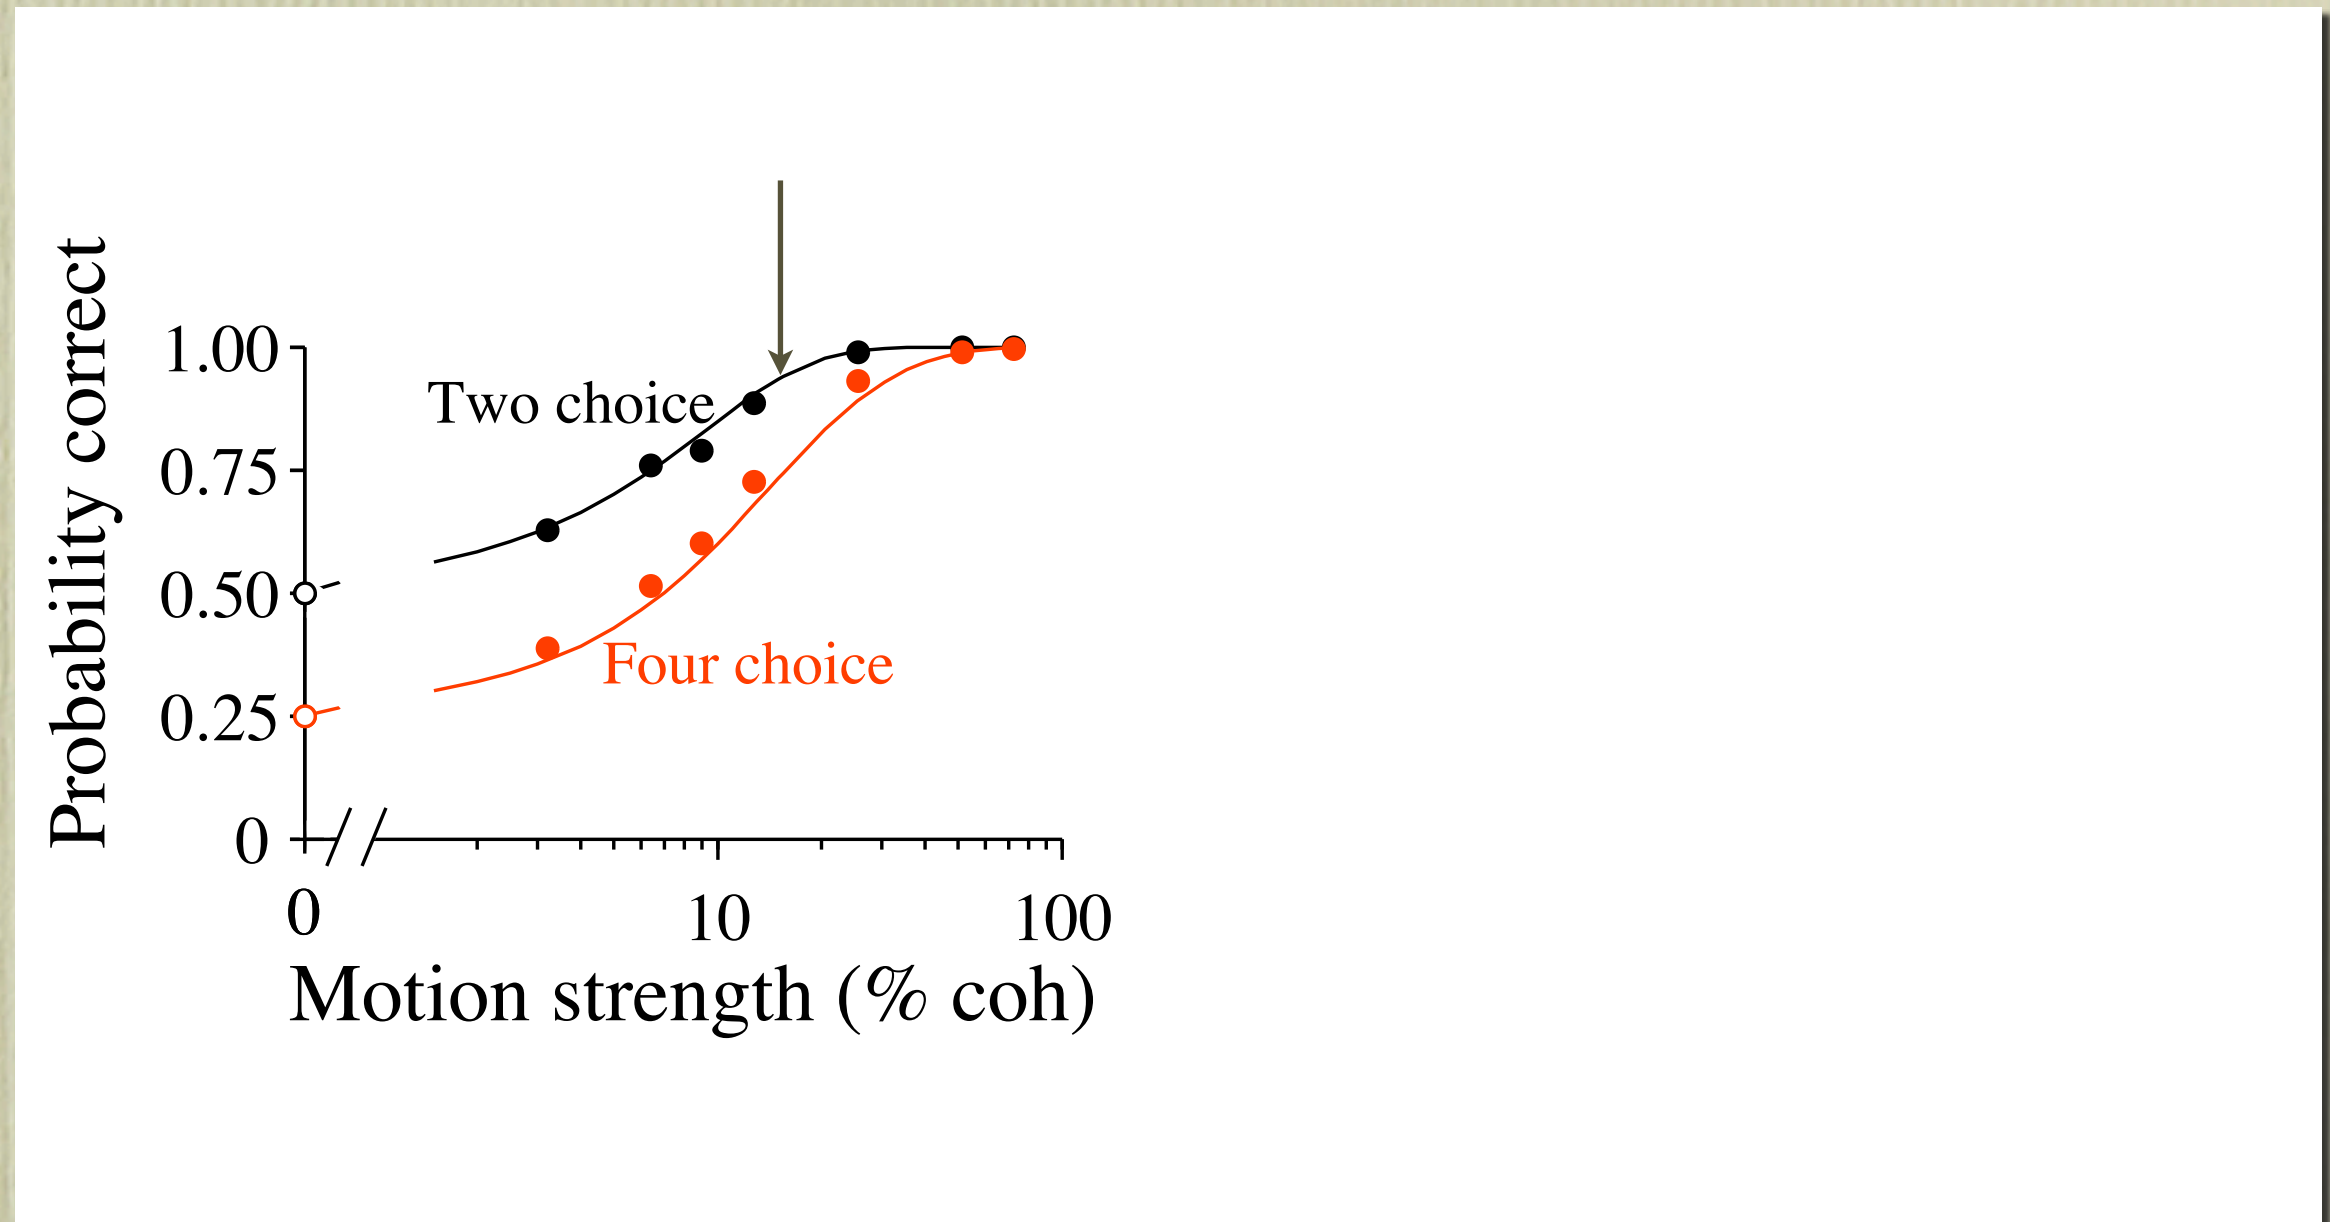 Probability correct
1.00
0.75
0.50
0.25
0
Two choice
Four choice
0
10
100
Motion strength (% coh)